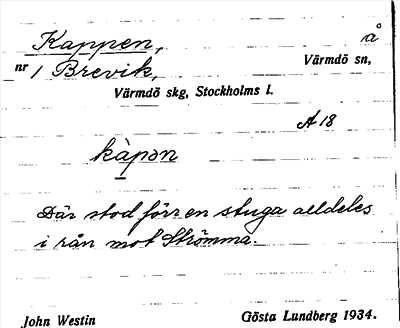 Kappen, å
nr 1 Brevik, Värmdö sn,
Värmdö skg, Stockholms l.
A 18
kàpən
Där stod förr en stuga alldeles
i rån mot Strömma.
John Westin Gösta Lundberg 1934.